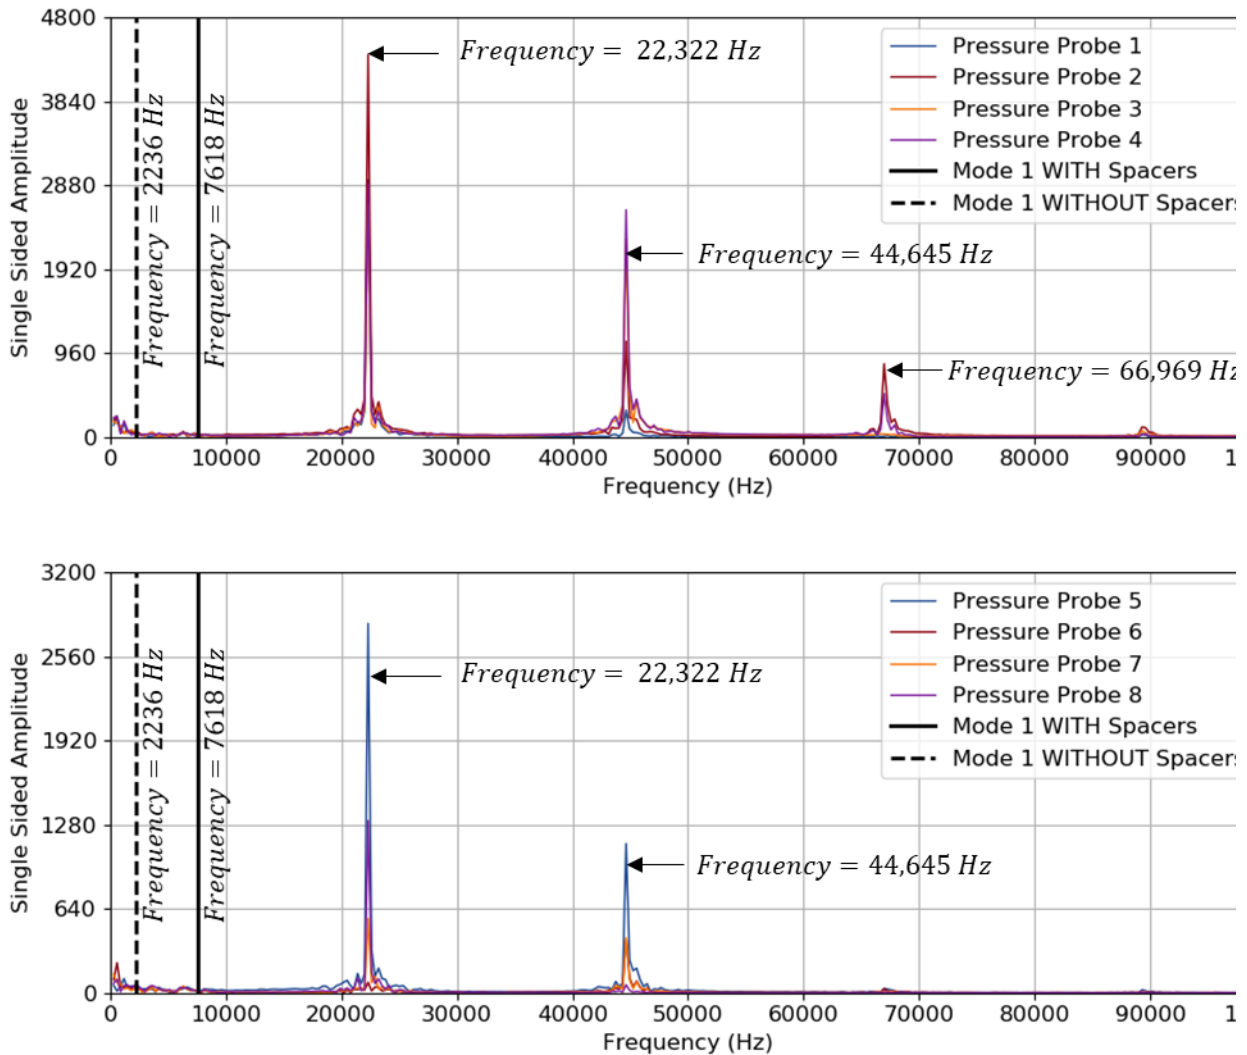 4800
3840
2880
1920
960
0
Single Sided Amplitude
Frequency = 2236 Hz
Frequency = 7618 Hz
Frequency = 22,322 Hz
Frequency = 44,645 Hz
Frequency = 66,969 Hz
Pressure Probe 1
Pressure Probe 2
Pressure Probe 3
Pressure Probe 4
Mode 1 WITH Spacers
Mode 1 WITHOUT Spacers
0 10000 20000 30000 40000 50000 60000 70000 80000 90000 1
Frequency (Hz)
3200
2560
1920
1280
640
0
Single Sided Amplitude
Frequency = 2236 Hz
Frequency = 7618 Hz
Frequency = 22,322 Hz
Frequency = 44,645 Hz
Pressure Probe 5
Pressure Probe 6
Pressure Probe 7
Pressure Probe 8
Mode 1 WITH Spacers
Mode 1 WITHOUT Spacers
0 10000 20000 30000 40000 50000 60000 70000 80000 90000 1
Frequency (Hz)